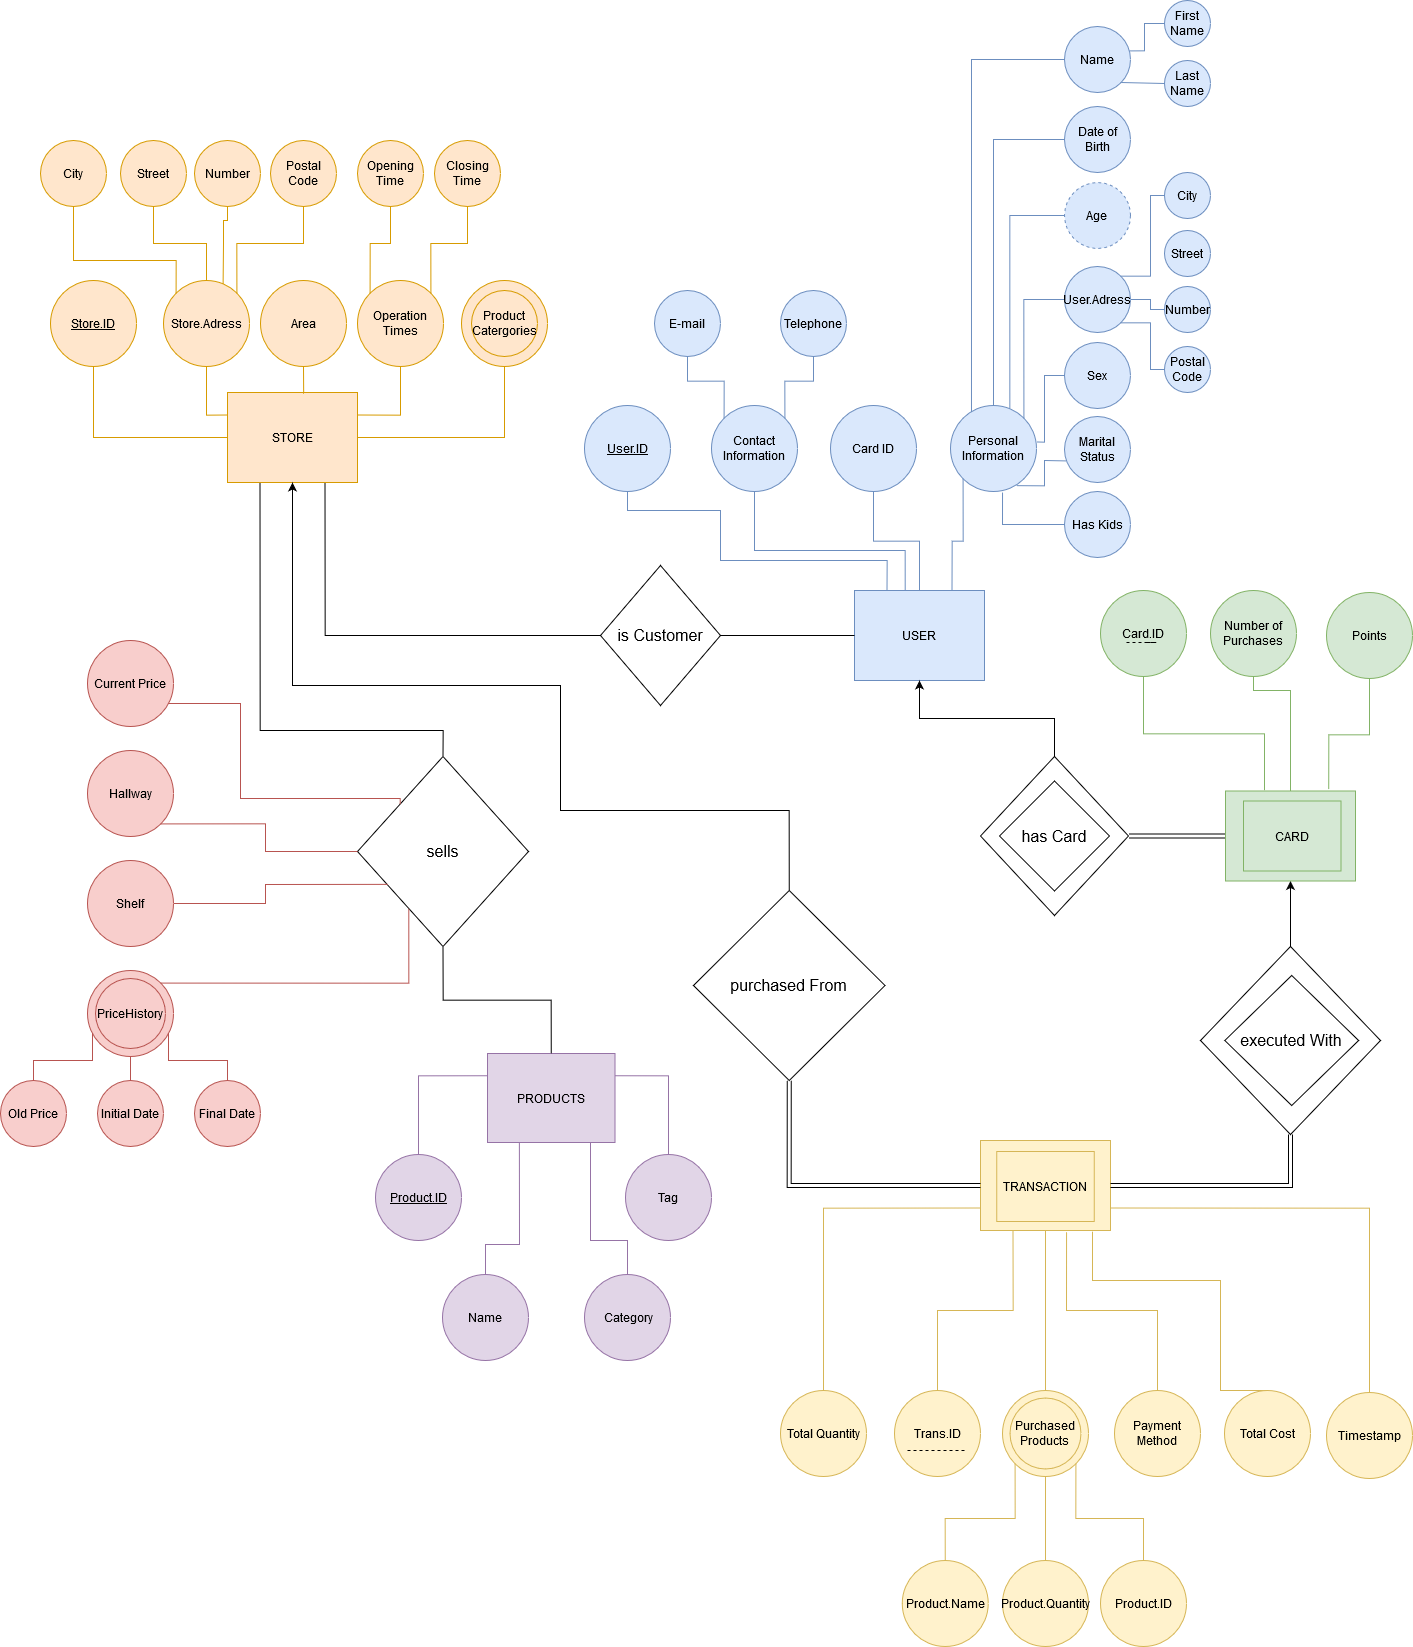 First
Name
Name
Last
Name
Date of
Birth
City
Street
Number
Postal
Code
Opening
Time
Closing
Time
Age
City
Street
User.Adress
Number
Postal
Code
Store.ID
Store.Adress
Area
Operation
Times
Product
Catergories
E-mail
Telephone
Sex
STORE
User.ID
Contact
Information
Card ID
Personal
Information
Marital
Status
Has Kids
is Customer
USER
Card.ID
Number of
Purchases
Points
Current Price
Hallway
sells
has Card
CARD
Shelf
purchased From
PriceHistory
executed With
Old Price
Initial Date
Final Date
PRODUCTS
Product.ID
Tag
TRANSACTION
Name
Category
Total Quantity
Trans.ID
Purchased
Products
Payment
Method
Total Cost
Timestamp
Product.Name
Product.Quantity
Product.ID